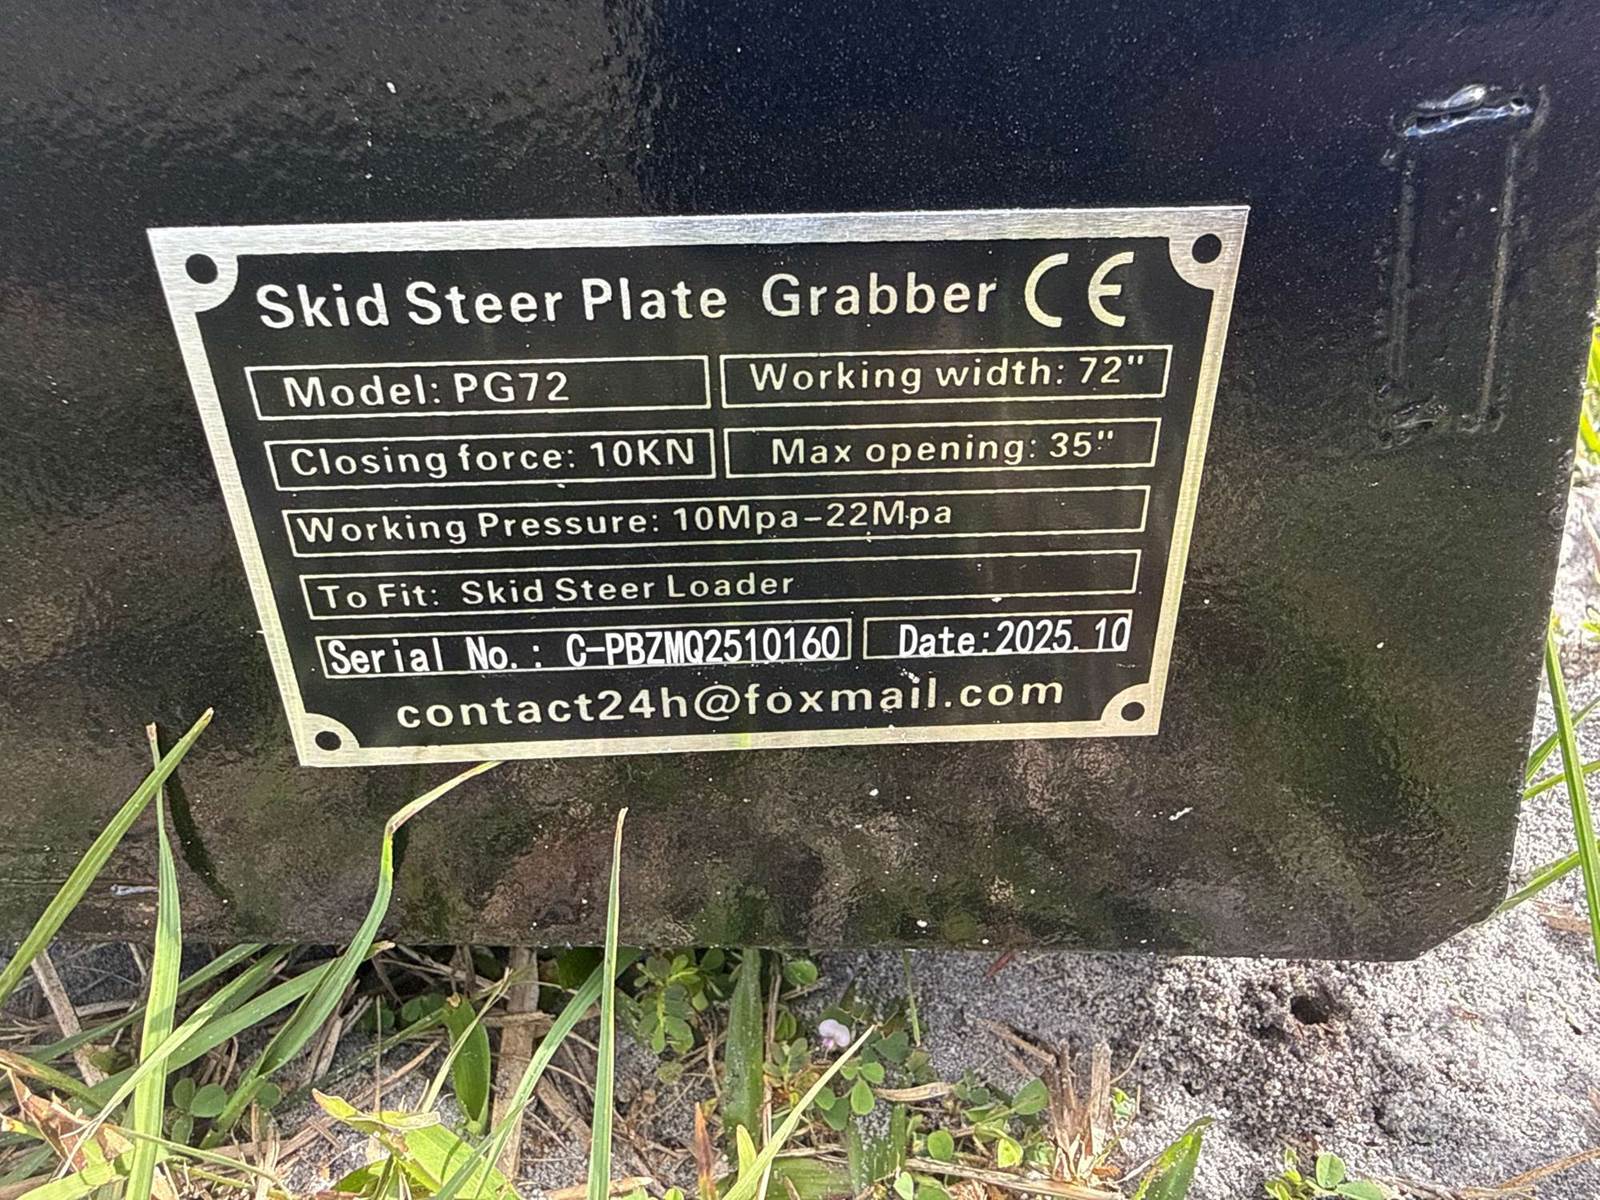 Skid Steer Plate Grabber CE
Model: PG72
Working width: 72"
Closing force: 10KN
Max opening: 35"
Working Pressure: 10Mpa-22Mpa
To Fit: Skid Steer Loader
Serial No.: C-PBZMQ2510160
Date:2025.10
contact24h@foxmail.com